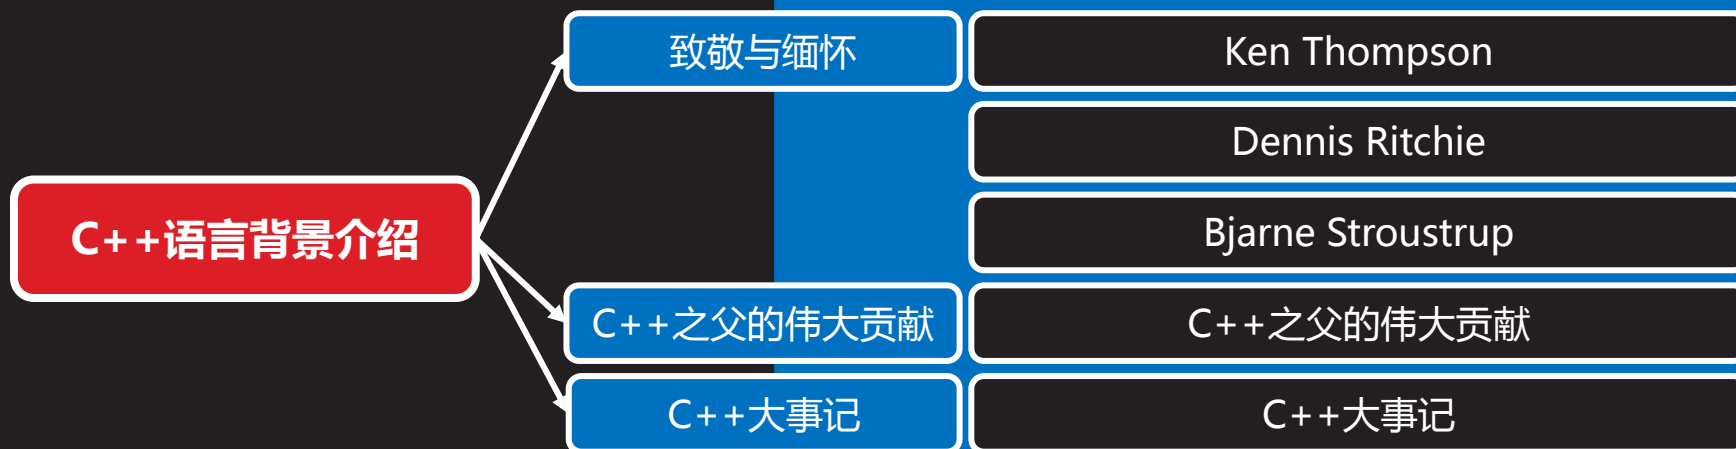 致敬与缅怀
Ken Thompson
Dennis Ritchie
Bjarne Stroustrup
C++语言背景介绍
C++之父的伟大贡献
C++之父的伟大贡献
C++大事记
C++大事记